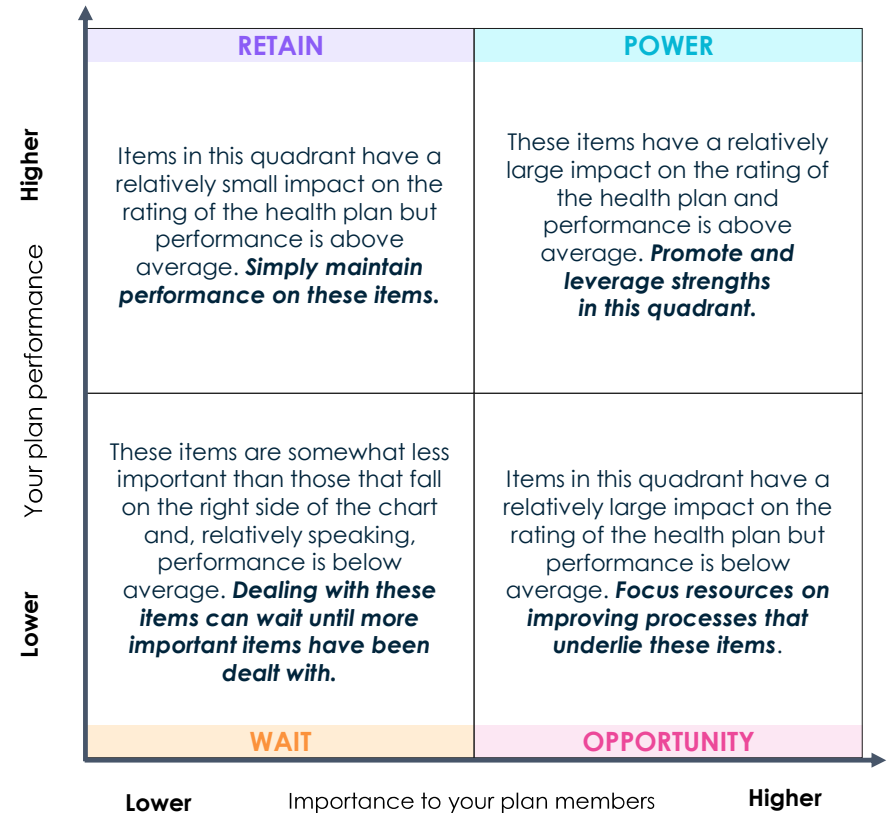 RETAIN
Items in this quadrant have a
relatively small impact on the
rating of the health plan but
performance is above
average. Simply maintain
performance on these items.
POWER
These items have a relatively
large impact on the rating of
the health plan and
performance is above
average. Promote and
leverage strengths
in this quadrant.
Higher
Your plan performance
Lower
These items are somewhat less
important than those that fall
on the right side of the chart
and, relatively speaking,
performance is below
average. Dealing with these
items can wait until more
important items have been
dealt with.
WAIT
Items in this quadrant have a
relatively large impact on the
rating of the health plan but
performance is below
average. Focus resources on
improving processes that
underlie these items.
OPPORTUNITY
Lower
Importance to your plan members
Higher